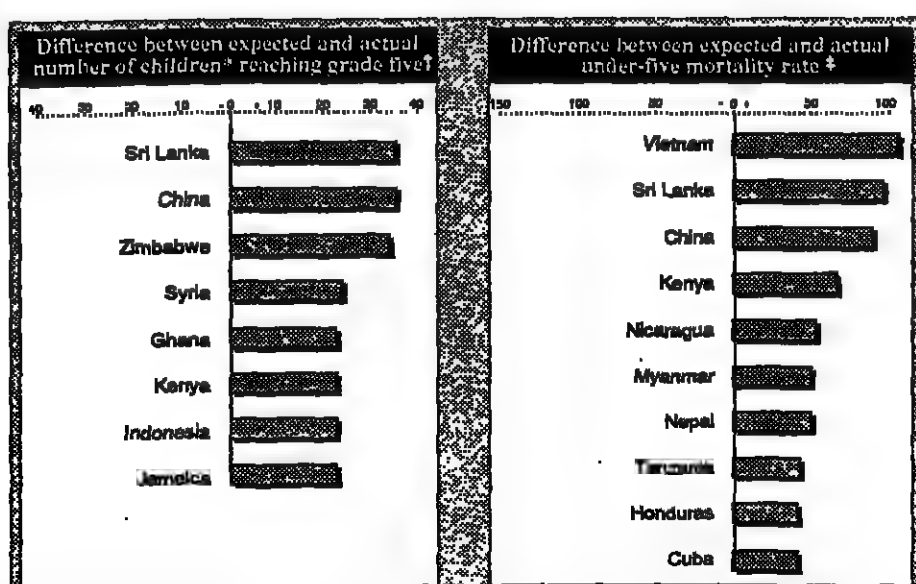 Difference between expected and actual
number of children* reaching grade five†
40 30 20 10 - 0 + 10 20 30 40
Sri Lanka
China
Zimbabwe
Syria
Ghana
Kenya
Indonesia
Jamaica
Difference between expected and actual
under-five mortality rate ‡
150 100 50 - 0 + 50 100
Vietnam
Sri Lanka
China
Kenya
Nicaragua
Myanmar
Nepal
Tanzania
Honduras
Cuba